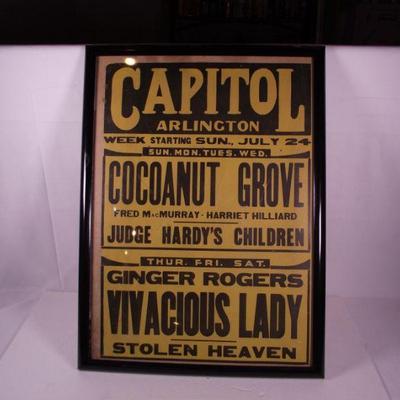 CAPITOL
ARLINGTON
WEEK STARTING SUN., JULY 24
SUN. MON. TUES. WED.
COCOANUT GROVE
FRED MacMURRAY - HARRIET HILLIARD
JUDGE HARDY'S CHILDREN
THUR. FRI. SAT.
GINGER ROGERS
VIVACIOUS LADY
STOLEN HEAVEN